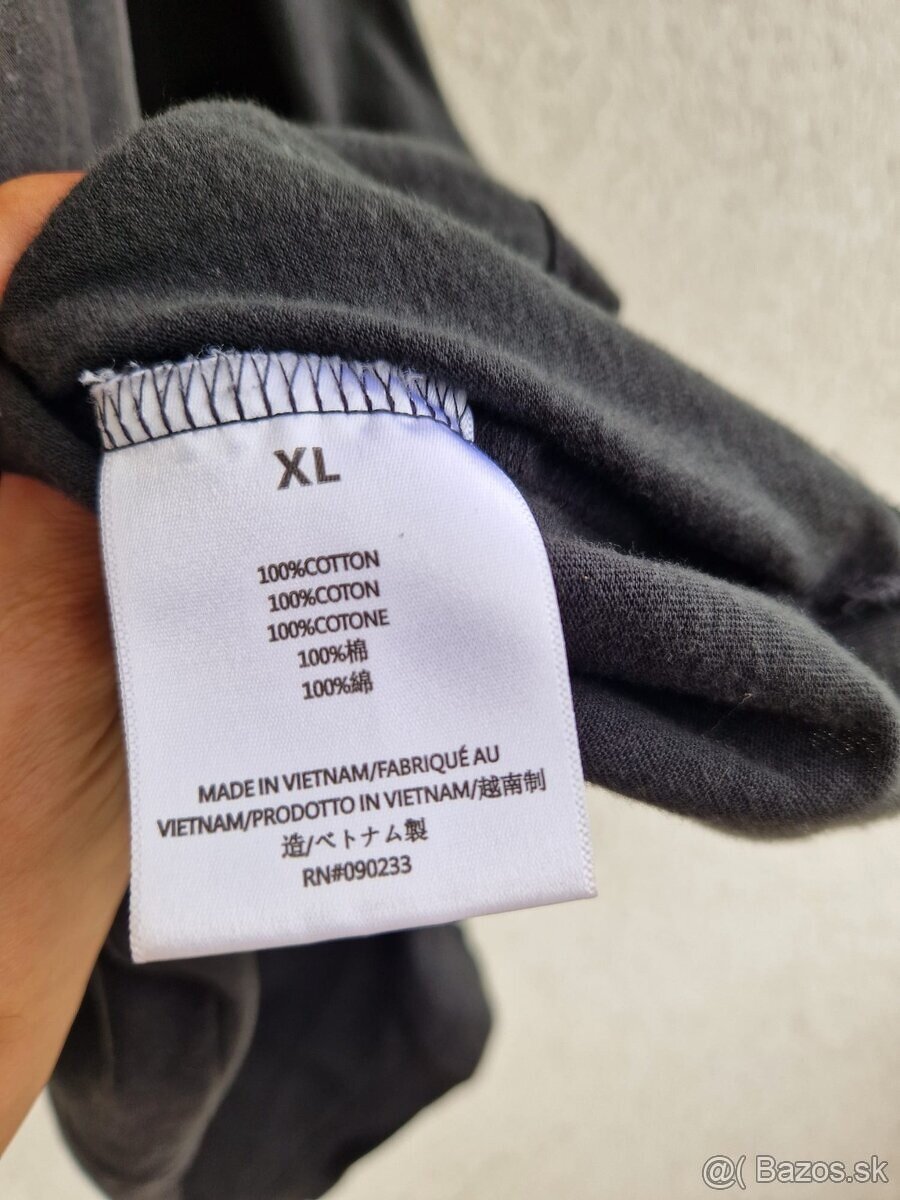 XL
100%COTTON
100%COTON
100%COTONE
100%棉
100%綿
MADE IN VIETNAM/FABRIQUÉ AU
VIETNAM/PRODOTTO IN VIETNAM/越南制
造/ベトナム製
RN#090233
@( Bazos.sk